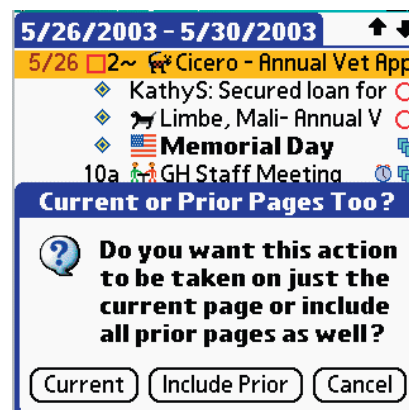 5/26/2003 - 5/30/2003
5/26 2~ Cicero - Annual Vet App
KathyS: Secured loan for
Limbe, Mali- Annual V
Memorial Day
10a GH Staff Meeting
Current or Prior Pages Too?
Do you want this action
to be taken on just the
current page or include
all prior pages as well?
Current Include Prior Cancel